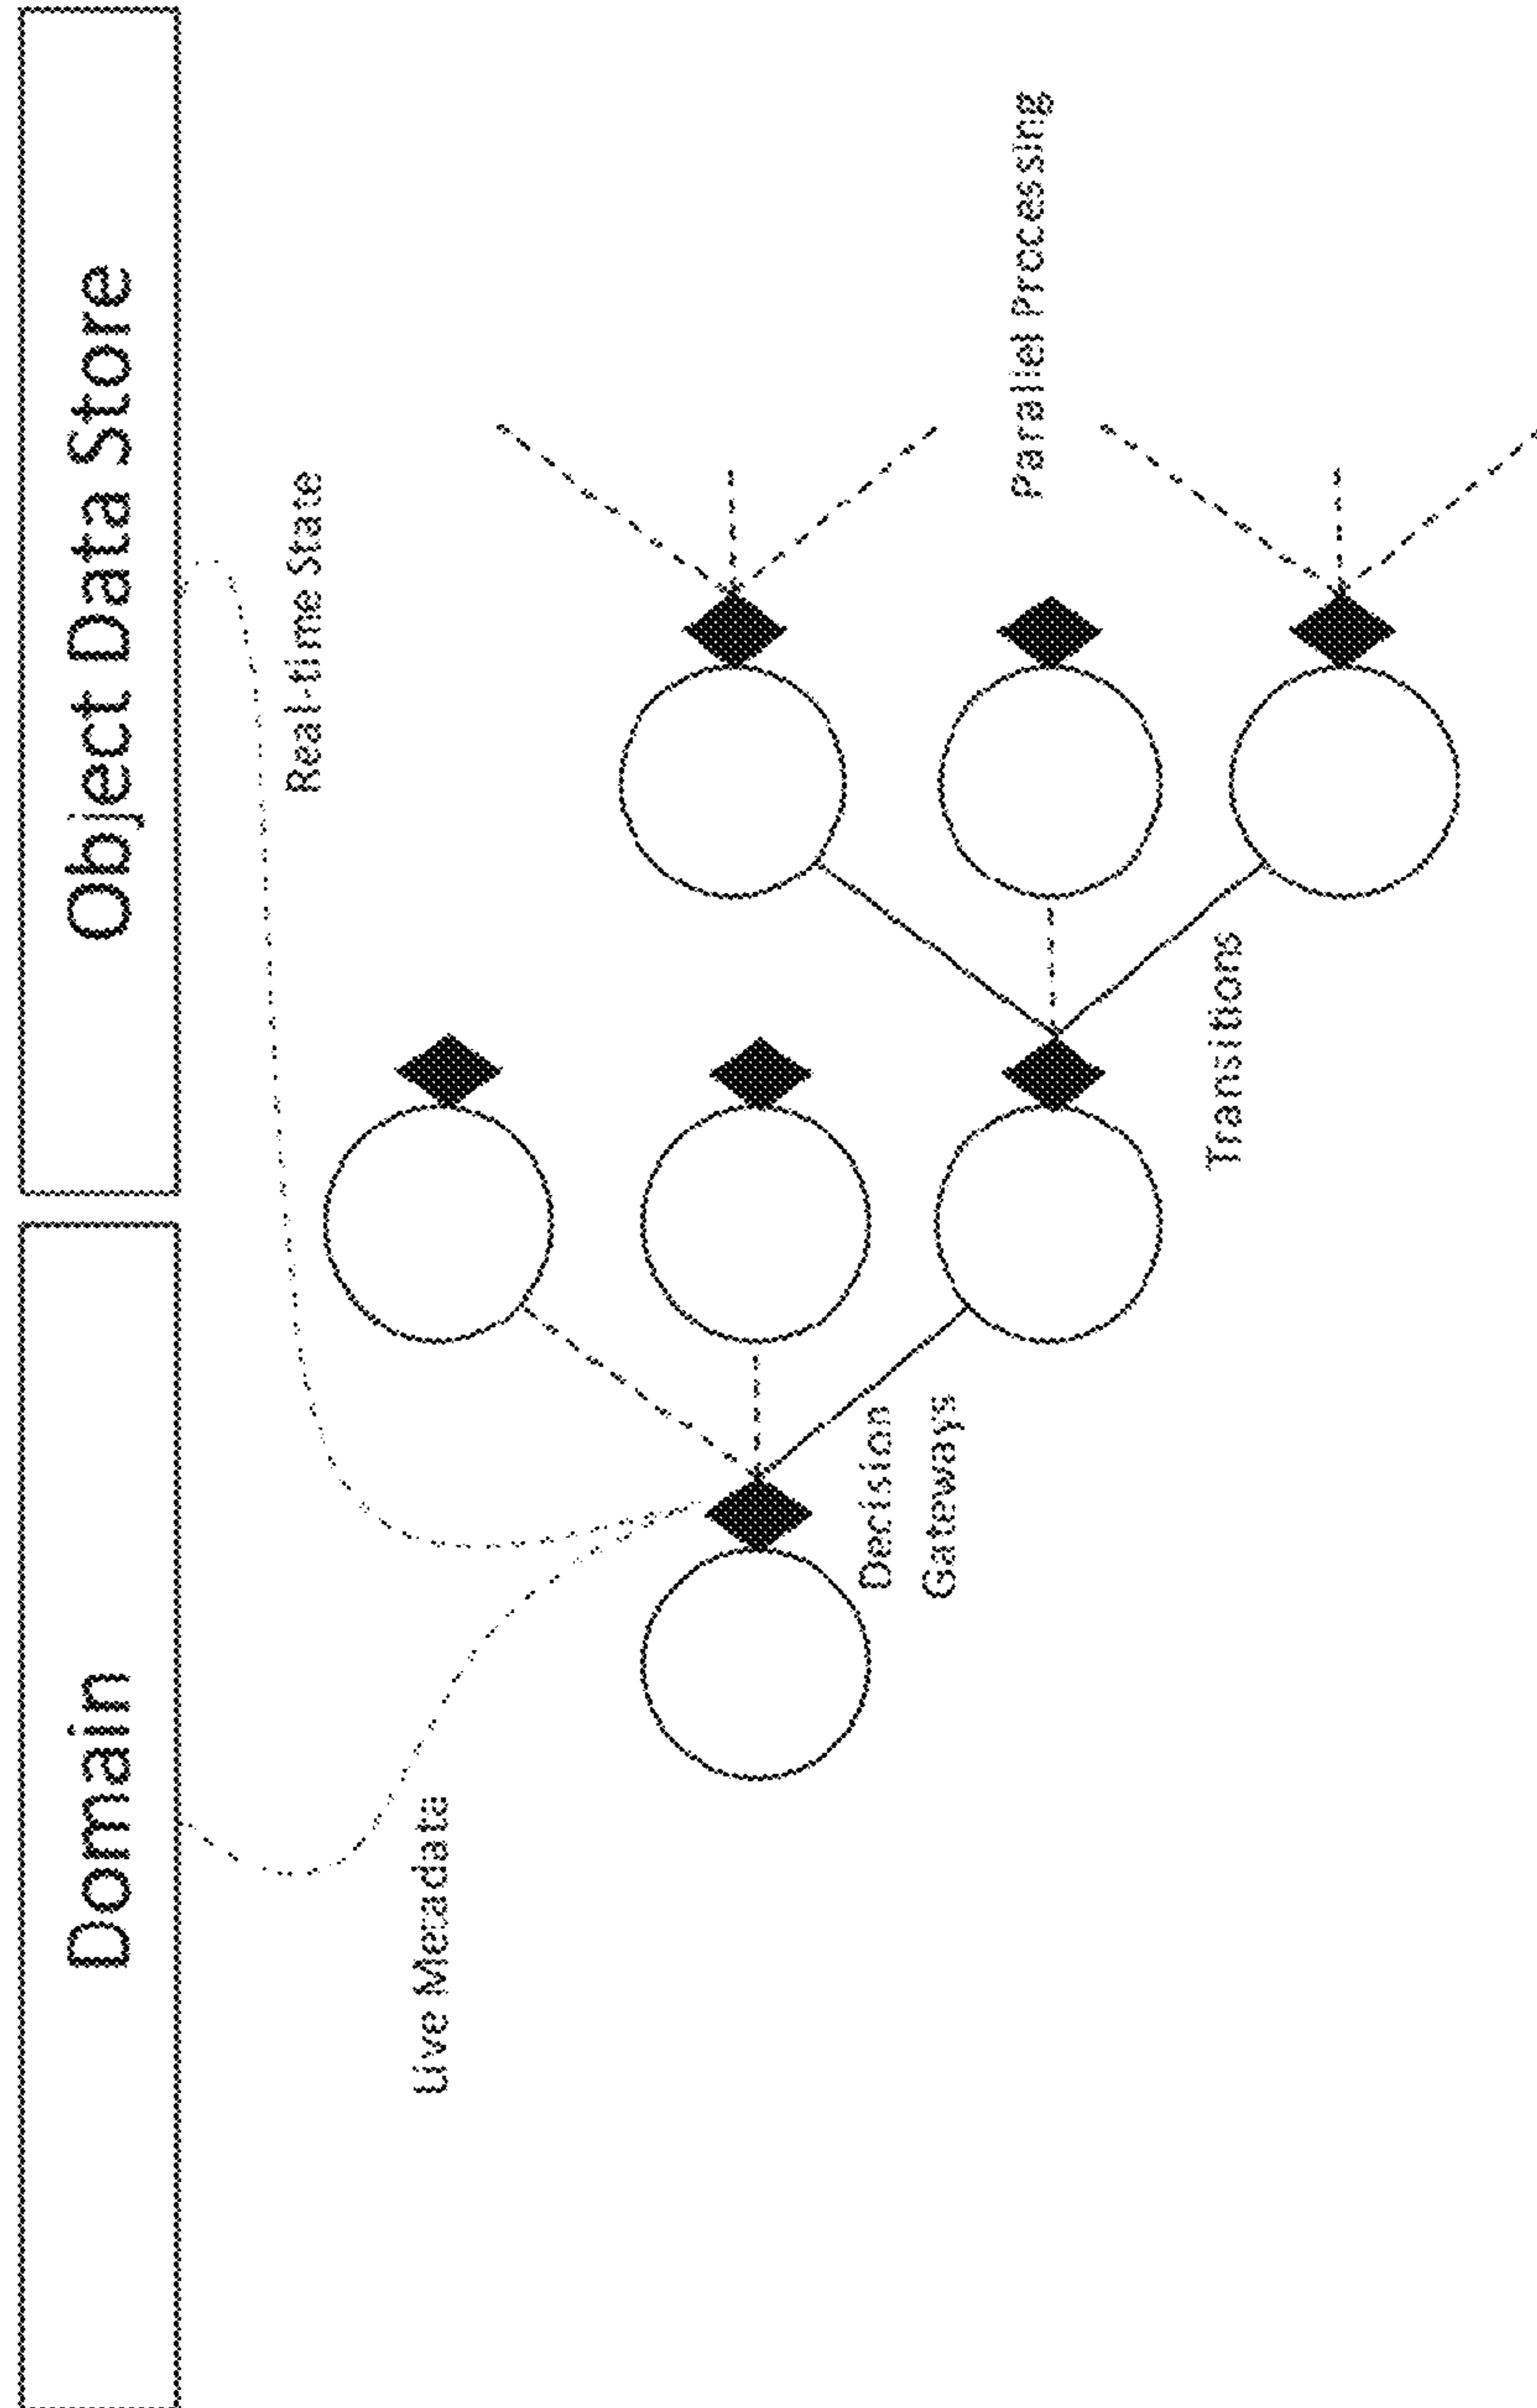 Domain
Object Data Store
Real-time State
Live Metadata
Decision
Gateways
Transitions
Parallel Processing